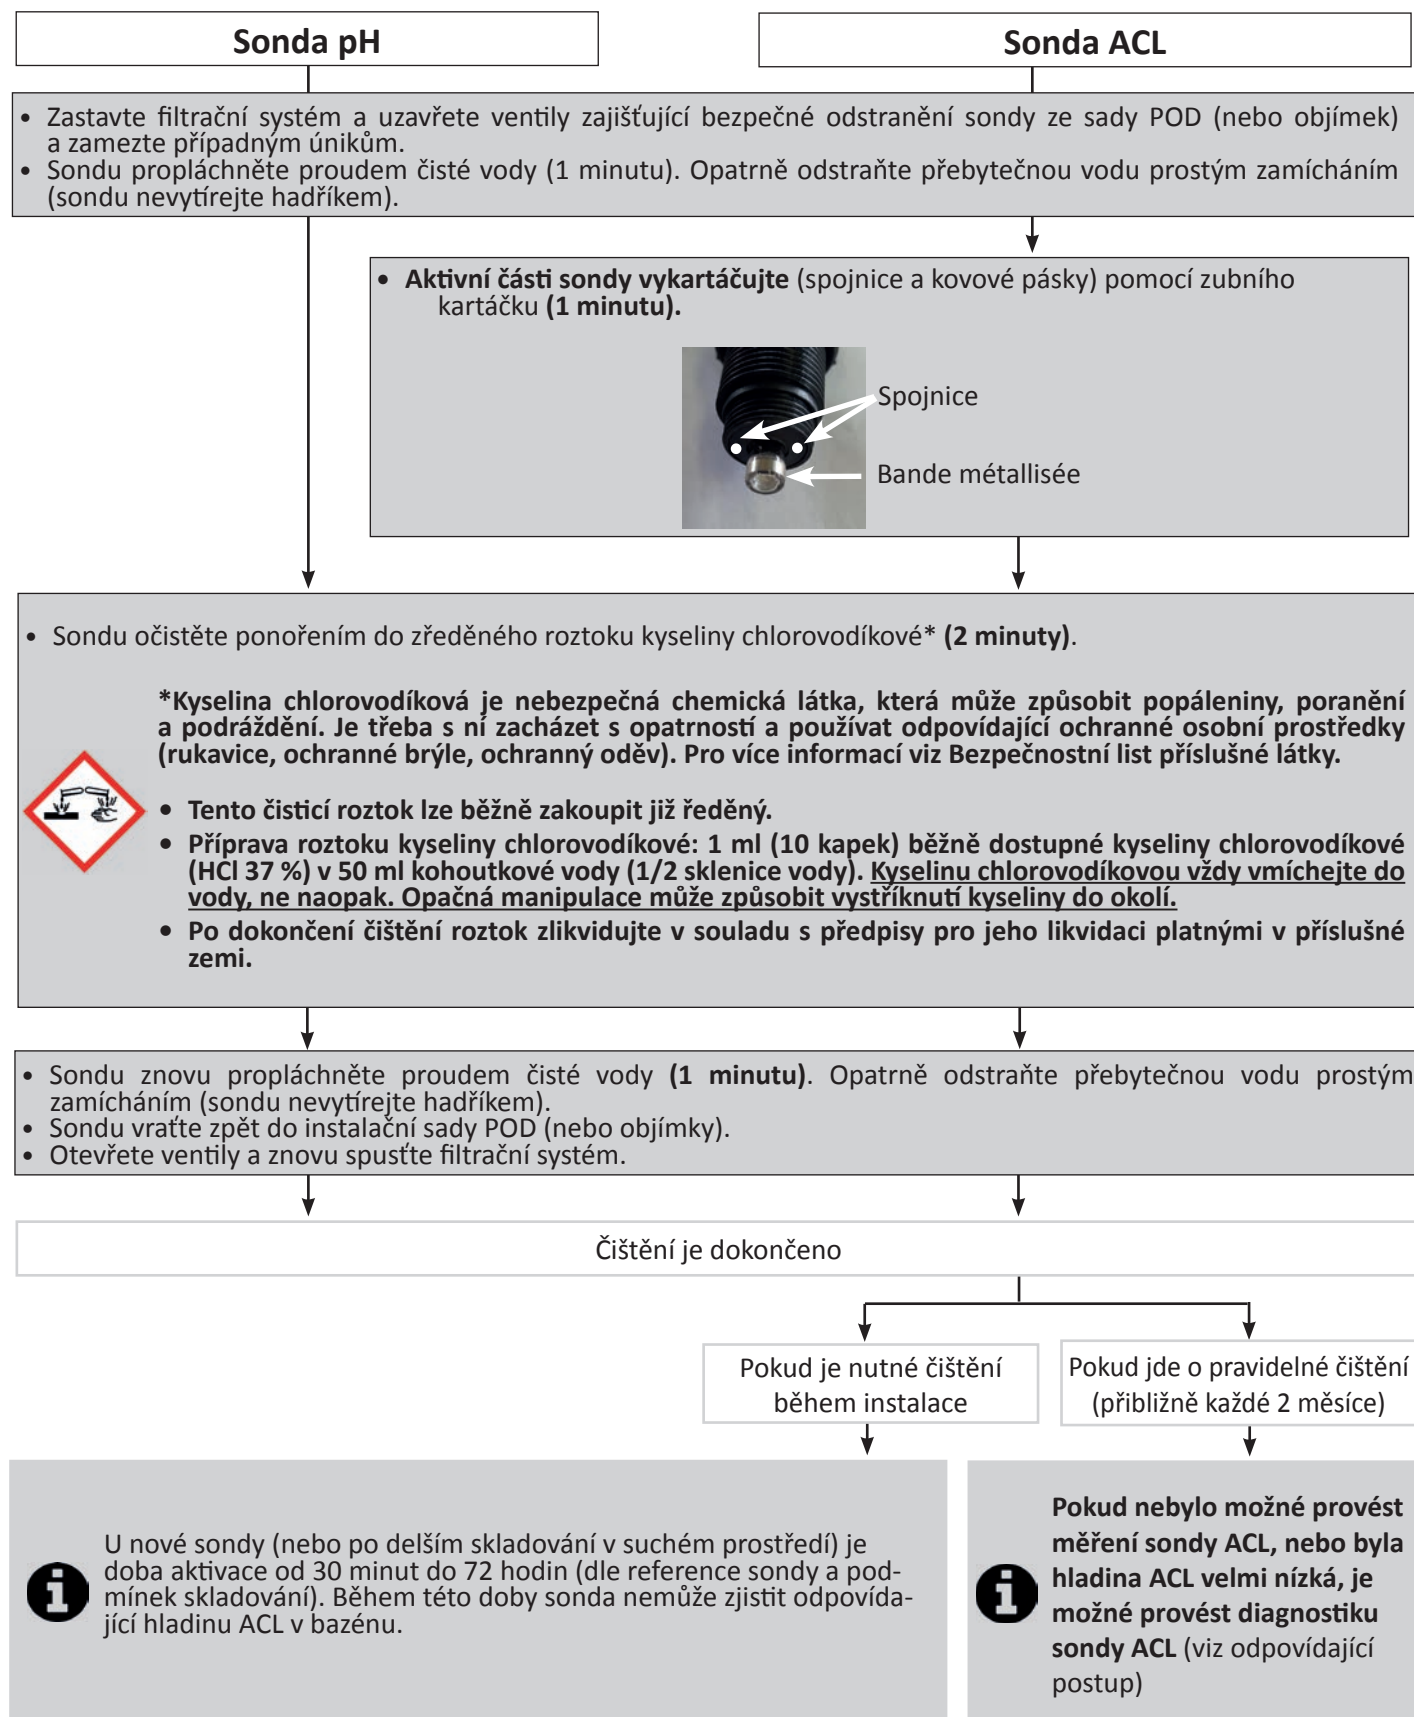 Sonda pH
Sonda ACL
• Zastavte filtrační systém a uzavřete ventily zajišťující bezpečné odstranění sondy ze sady POD (nebo objímek)
a zamezte případným únikům.
• Sondu propláchněte proudem čisté vody (1 minutu). Opatrně odstraňte přebytečnou vodu prostým zamícháním
(sondu nevytírejte hadříkem).
• Aktivní části sondy vykartáčujte (spojnice a kovové pásky) pomocí zubního
kartáčku (1 minutu).
Spojnice
Bande métallisée
• Sondu očistěte ponořením do zředěného roztoku kyseliny chlorovodíkové* (2 minuty).
*Kyselina chlorovodíková je nebezpečná chemická látka, která může způsobit popáleniny, poranění
a podráždění. Je třeba s ní zacházet s opatrností a používat odpovídající ochranné osobní prostředky
(rukavice, ochranné brýle, ochranný oděv). Pro více informací viz Bezpečnostní list příslušné látky.
• Tento čisticí roztok lze běžně zakoupit již ředěný.
• Příprava roztoku kyseliny chlorovodíkové: 1 ml (10 kapek) běžně dostupné kyseliny chlorovodíkové
(HCl 37 %) v 50 ml kohoutkové vody (1/2 sklenice vody). Kyselinu chlorovodíkovou vždy vmíchejte do
vody, ne naopak. Opačná manipulace může způsobit vystříknutí kyseliny do okolí.
• Po dokončení čištění roztok zlikvidujte v souladu s předpisy pro jeho likvidaci platnými v příslušné
zemi.
• Sondu znovu propláchněte proudem čisté vody (1 minutu). Opatrně odstraňte přebytečnou vodu prostým
zamícháním (sondu nevytírejte hadříkem).
• Sondu vraťte zpět do instalační sady POD (nebo objímky).
• Otevřete ventily a znovu spusťte filtrační systém.
Čištění je dokončeno
Pokud je nutné čištění
během instalace
Pokud jde o pravidelné čištění
(přibližně každé 2 měsíce)
U nové sondy (nebo po delším skladování v suchém prostředí) je
doba aktivace od 30 minut do 72 hodin (dle reference sondy a pod-
mínek skladování). Během této doby sonda nemůže zjistit odpovída-
jící hladinu ACL v bazénu.
Pokud nebylo možné provést
měření sondy ACL, nebo byla
hladina ACL velmi nízká, je
možné provést diagnostiku
sondy ACL (viz odpovídající
postup)